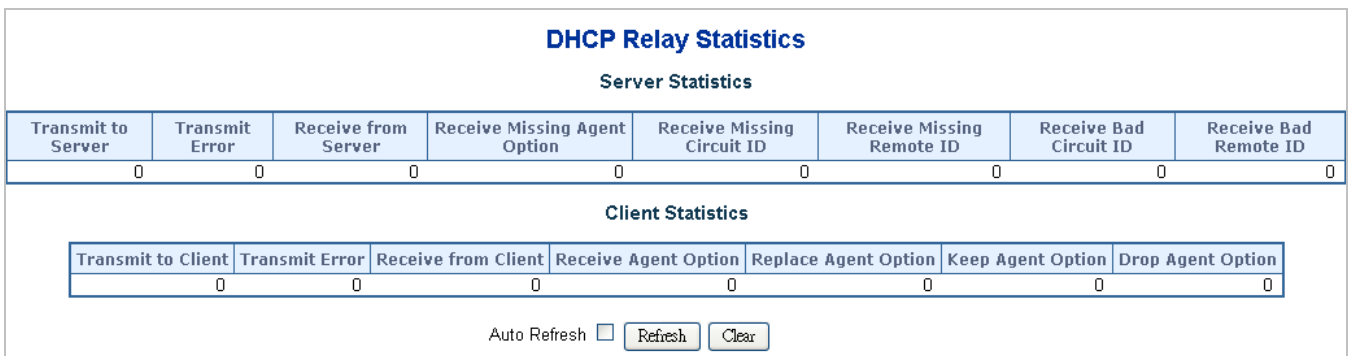 DHCP Relay Statistics
Server Statistics
Transmit to Server Transmit Error Receive from Server Receive Missing Agent Option Receive Missing Circuit ID Receive Missing Remote ID Receive Bad Circuit ID Receive Bad Remote ID
0 0 0 0 0 0 0 0
Client Statistics
Transmit to Client Transmit Error Receive from Client Receive Agent Option Replace Agent Option Keep Agent Option Drop Agent Option
0 0 0 0 0 0 0
Auto Refresh Refresh Clear